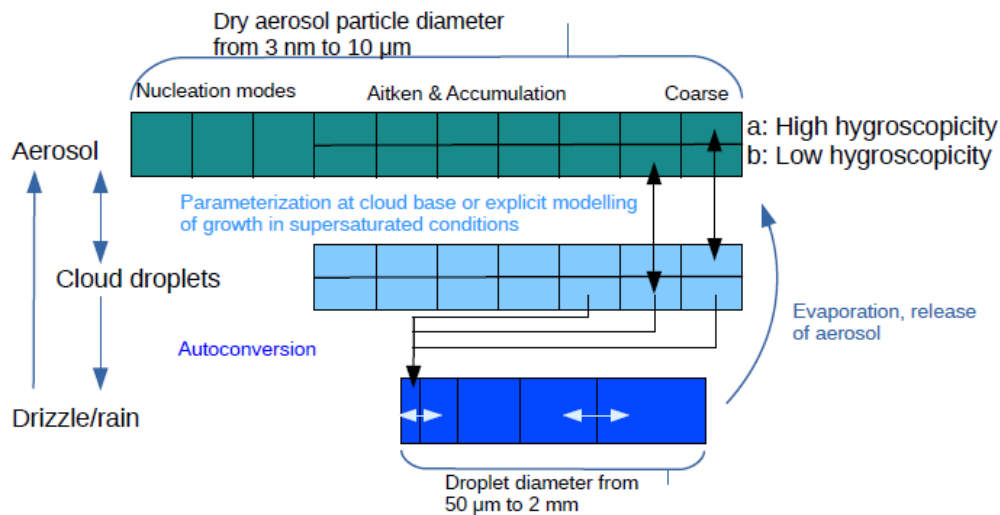 Dry aerosol particle diameter
from 3 nm to 10 µm
Nucleation modes
Aitken & Accumulation
Coarse
Aerosol
a: High hygroscopicity
b: Low hygroscopicity
Parameterization at cloud base or explicit modelling
of growth in supersaturated conditions
Cloud droplets
Evaporation, release
of aerosol
Autoconversion
Drizzle/rain
Droplet diameter from
50 µm to 2 mm